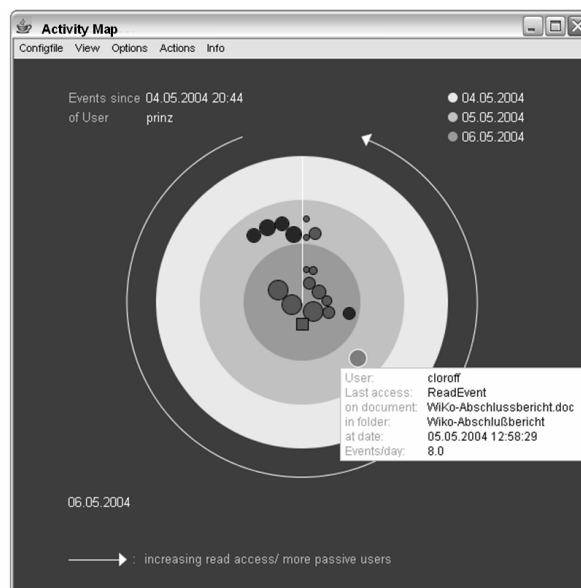 Activity Map
Configfile View Options Actions Info
Events since 04.05.2004 20:44
of User prinz
04.05.2004
05.05.2004
06.05.2004
User: cloroff
Last access: ReadEvent
on document: WiKo-Abschlussbericht.doc
in folder: Wiko-Abschlußbericht
at date: 05.05.2004 12:58:29
Events/day: 8.0
06.05.2004
: increasing read access/ more passive users